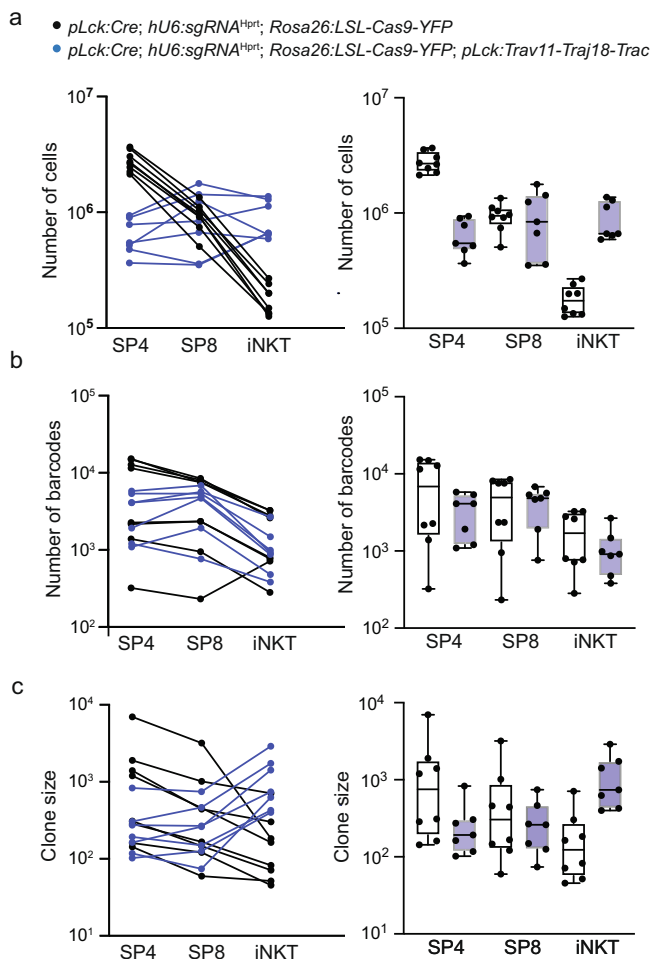 a
pLck:Cre; hU6:sgRNA^Hprt; Rosa26:LSL-Cas9-YFP
pLck:Cre; hU6:sgRNA^Hprt; Rosa26:LSL-Cas9-YFP; pLck:Trav11-Traj18-Trac
Number of cells
10^7
10^6
10^5
SP4 SP8 iNKT
Number of cells
10^7
10^6
10^5
SP4 SP8 iNKT
b
Number of barcodes
10^5
10^4
10^3
10^2
SP4 SP8 iNKT
Number of barcodes
10^5
10^4
10^3
10^2
SP4 SP8 iNKT
c
Clone size
10^4
10^3
10^2
10^1
SP4 SP8 iNKT
Clone size
10^4
10^3
10^2
10^1
SP4 SP8 iNKT